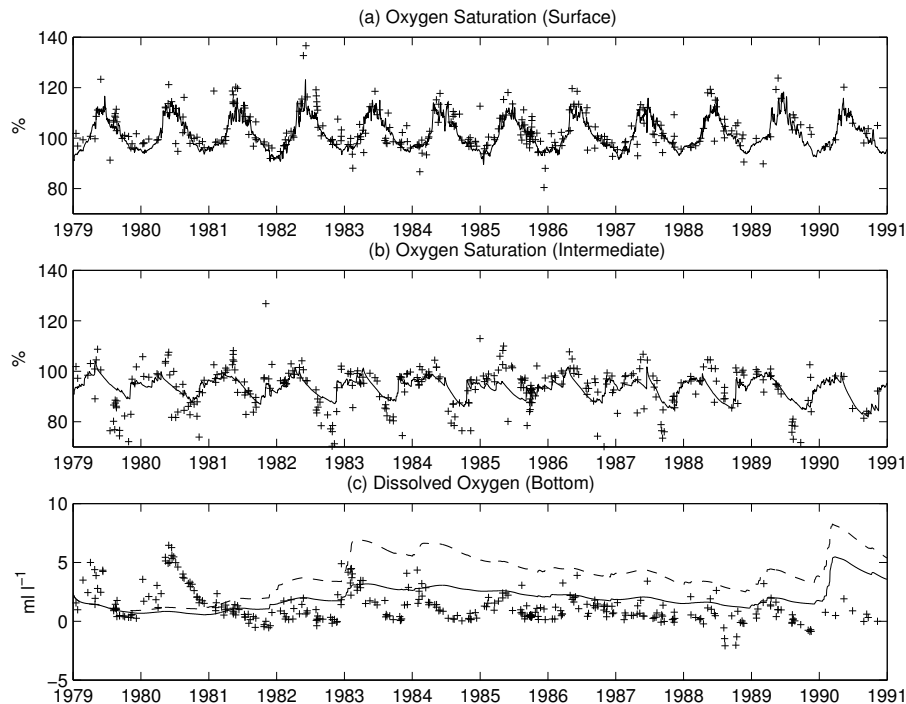 (a) Oxygen Saturation (Surface)
140
120
100
80
%
1979 1980 1981 1982 1983 1984 1985 1986 1987 1988 1989 1990 1991
(b) Oxygen Saturation (Intermediate)
140
120
100
80
%
1979 1980 1981 1982 1983 1984 1985 1986 1987 1988 1989 1990 1991
(c) Dissolved Oxygen (Bottom)
10
5
0
−5
ml l⁻¹
1979 1980 1981 1982 1983 1984 1985 1986 1987 1988 1989 1990 1991